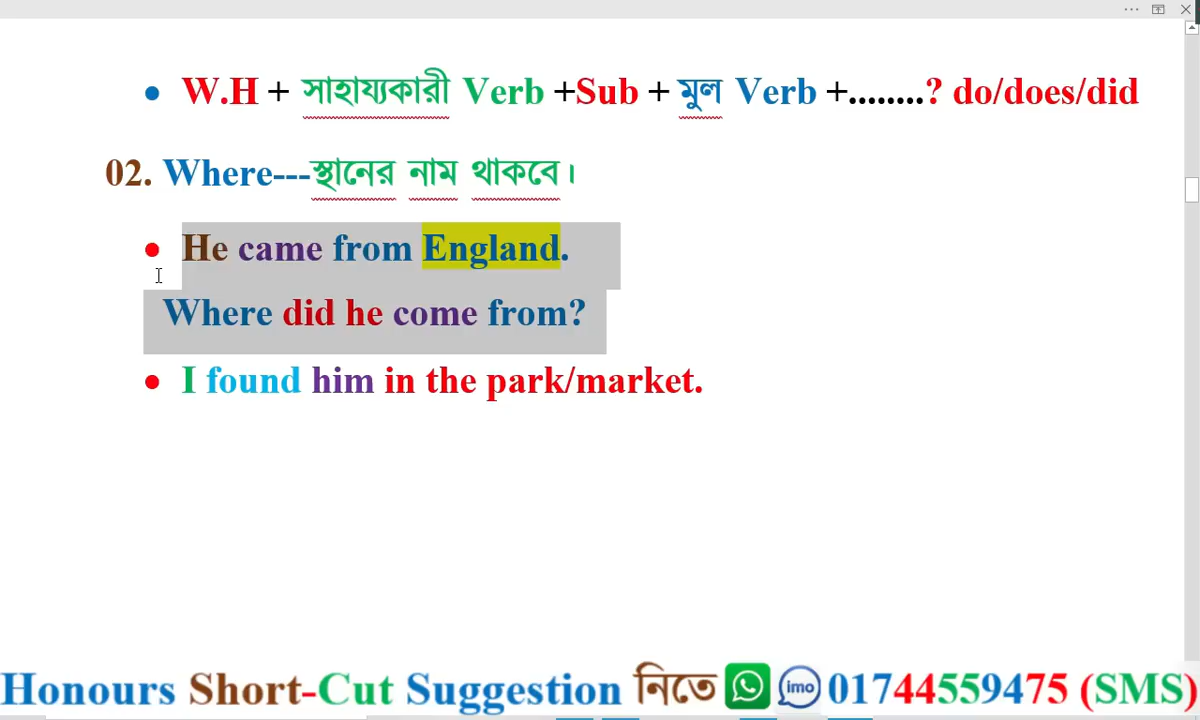 • W.H + সাহায্যকারী Verb +Sub + মুল Verb +........? do/does/did
02. Where---স্থানের নাম থাকবে।
• He came from England.
Where did he come from?
• I found him in the park/market.
Honours Short-Cut Suggestion নিতে imo 01744559475 (SMS)